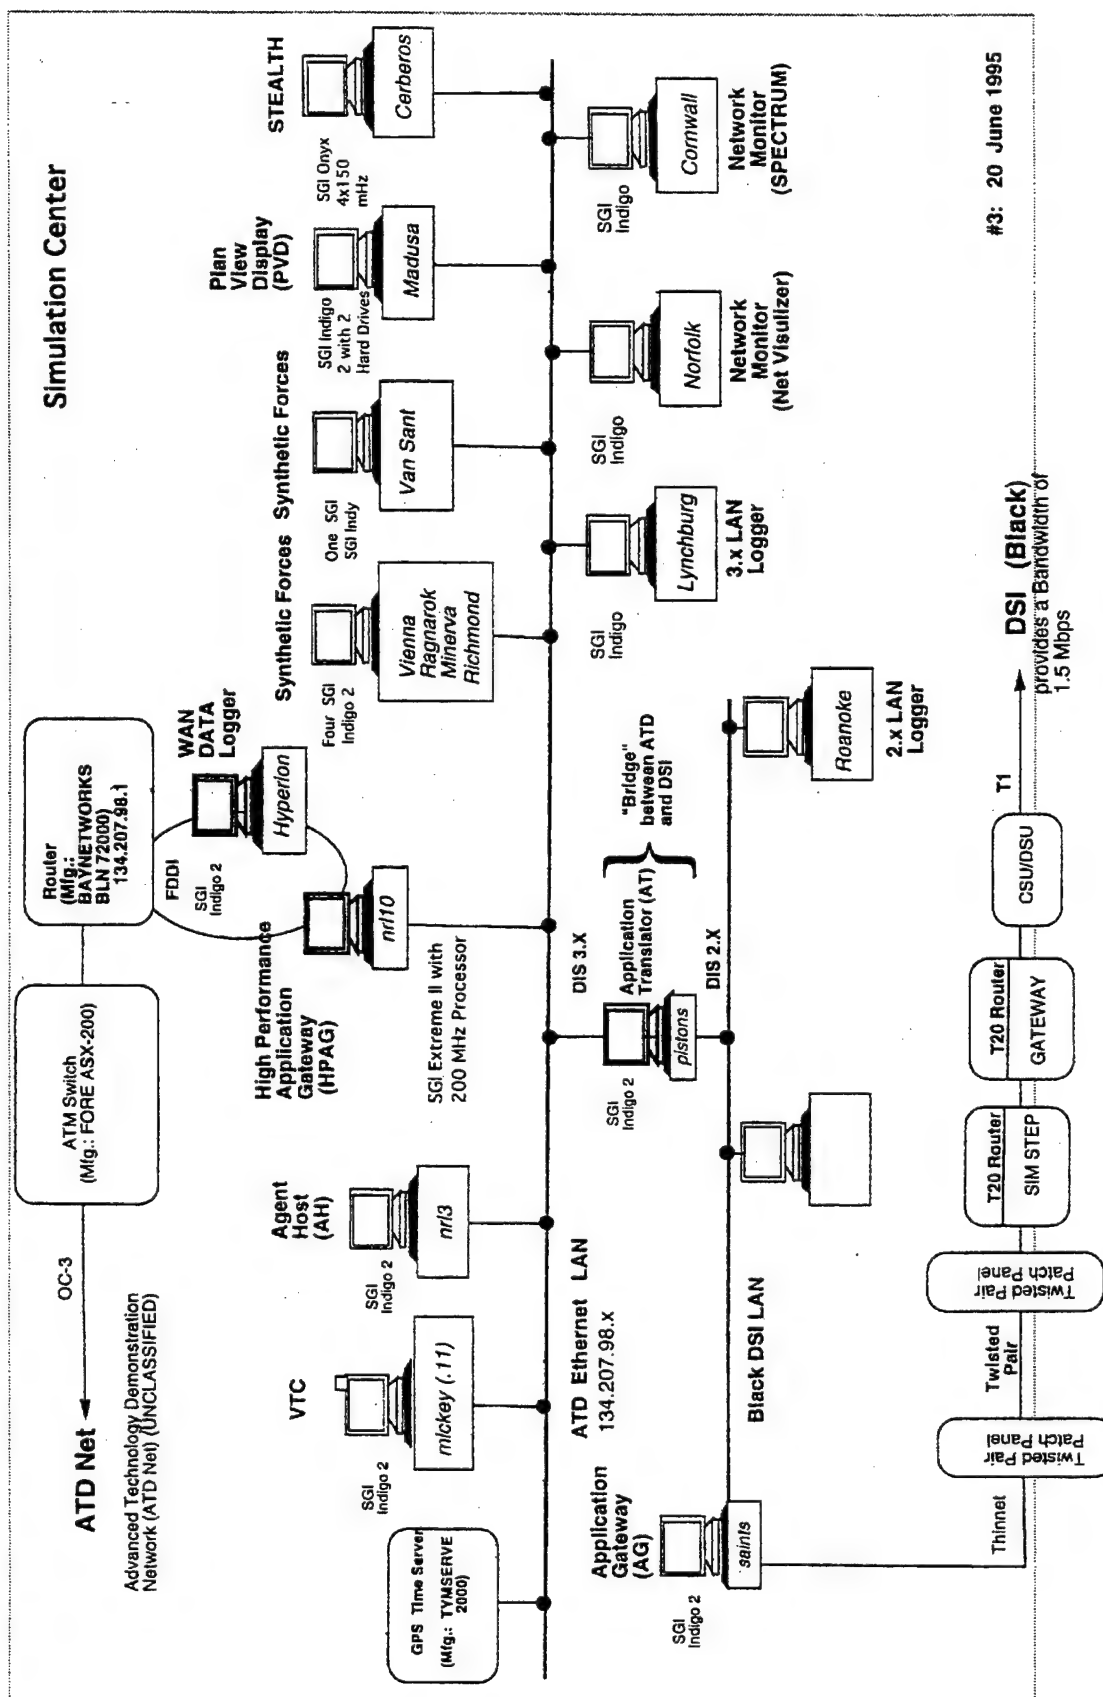 Simulation Center
ATD Net
Advanced Technology Demonstration
Network (ATD Net) (UNCLASSIFIED)
OC-3
ATM Switch
(Mfg.: FORE ASX-200)
Router
(Mfg.:
BAYNETWORKS
BLN 72000)
134.207.98.1
FDDI
SGI
Indigo 2
WAN
DATA
Logger
Hyperion
High Performance
Application
Gateway
(HPAG)
nrl10
SGI Extreme II with
200 MHz Processor
GPS Time Server
(Mfg.: TYMSERVE
2000)
VTC
SGI
Indigo 2
mickey (.11)
Agent
Host
(AH)
SGI
Indigo 2
nrl3
Synthetic Forces
Four SGI
Indigo 2
Vienna
Ragnarok
Minerva
Richmond
Synthetic Forces
One SGI
SGI Indy
Van Sant
Plan
View
Display
(PVD)
SGI Indigo
2 with 2
Hard Drives
Madusa
STEALTH
SGI Onyx
4x150
mHz
Cerberos
ATD Ethernet LAN
134.207.98.x
DIS 3.X
Application
Translator (AT)
"Bridge"
between ATD
and DSI
SGI
Indigo 2
pistons
DIS 2.X
SGI
Indigo
Lynchburg
3.x LAN
Logger
SGI
Indigo
Norfolk
Network
Monitor
(Net Visulizer)
SGI
Indigo
Cornwall
Network
Monitor
(SPECTRUM)
Application
Gateway
(AG)
SGI
Indigo 2
saints
Black DSI LAN
Roanoke
2.x LAN
Logger
Thinnet
Twisted Pair
Patch Panel
Twisted
Pair
Twisted Pair
Patch Panel
T20 Router
SIM STEP
T20 Router
GATEWAY
CSU/DSU
T1
DSI (Black)
provides a Bandwidth of
1.5 Mbps
#3: 20 June 1995